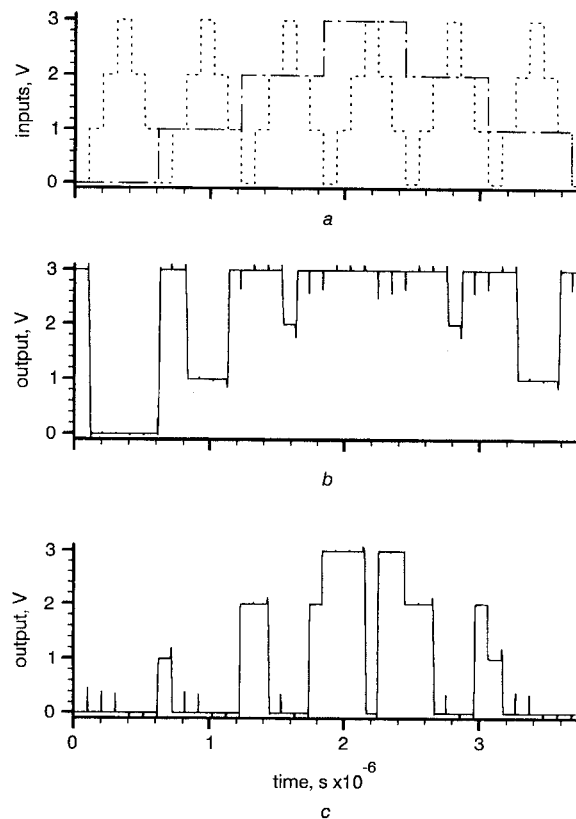 3
2
1
0
inputs, V
a
3
2
1
0
output, V
b
3
2
1
0
output, V
0 1 2 3
time, s x10-6
c